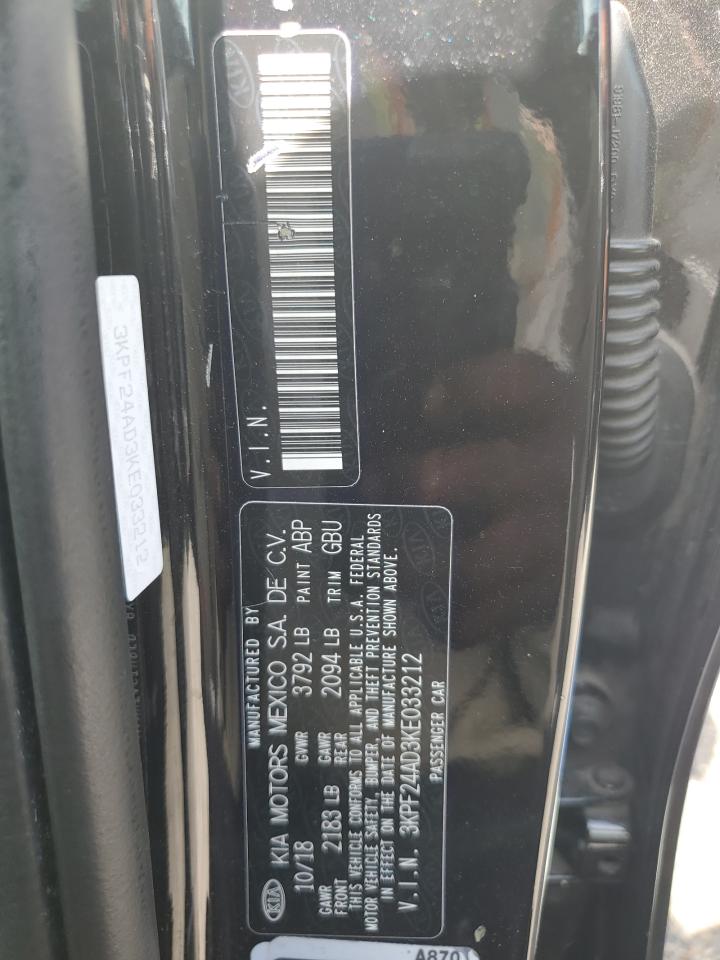 KIA
MANUFACTURED BY
KIA MOTORS MEXICO S.A. DE C.V.
10/18 GVWR 3792 LB PAINT ABP
GAWR FRONT 2183 LB GAWR REAR 2094 LB TRIM GBU
THIS VEHICLE CONFORMS TO ALL APPLICABLE U.S.A. FEDERAL
MOTOR VEHICLE SAFETY, BUMPER, AND THEFT PREVENTION STANDARDS
IN EFFECT ON THE DATE OF MANUFACTURE SHOWN ABOVE.
V.I.N. 3KPF24AD3KE033212
PASSENGER CAR
V.I.N.
3KPF24AD3KE033212
A870